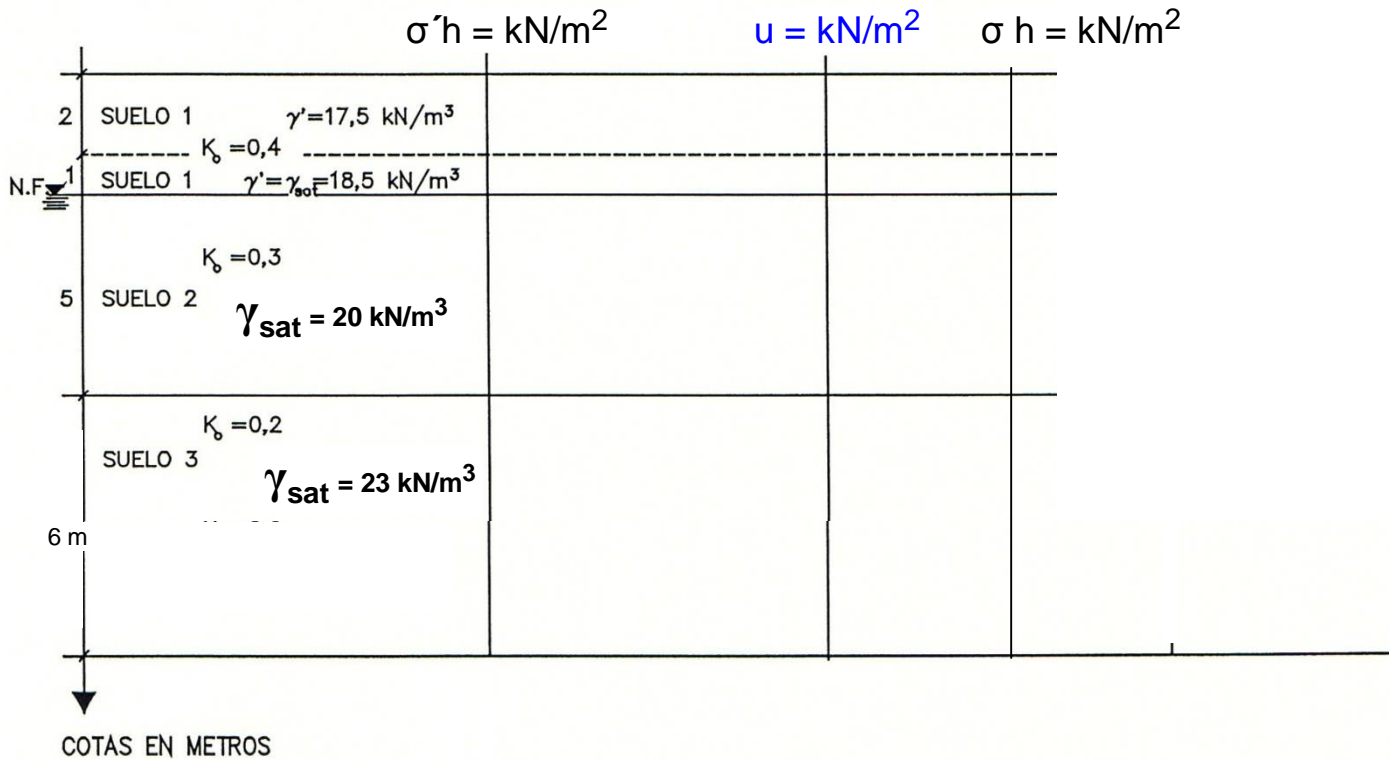 σ´h = kN/m² u = kN/m² σ h = kN/m²
2 SUELO 1 γ'=17,5 kN/m³
K₀ =0,4
1 SUELO 1 γ'=γsat=18,5 kN/m³
N.F.
K₀ =0,3
5 SUELO 2 γsat = 20 kN/m³
K₀ =0,2
SUELO 3 γsat = 23 kN/m³
6 m
COTAS EN METROS